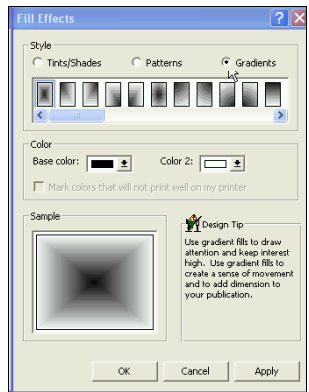 Fill Effects
Style
Tints/Shades
Patterns
Gradients
Color
Base color:
Color 2:
Mark colors that will not print well on my printer
Sample
Design Tip
Use gradient fills to draw
attention and keep interest
high. Use gradient fills to
create a sense of movement
and to add dimension to
your publication.
OK
Cancel
Apply